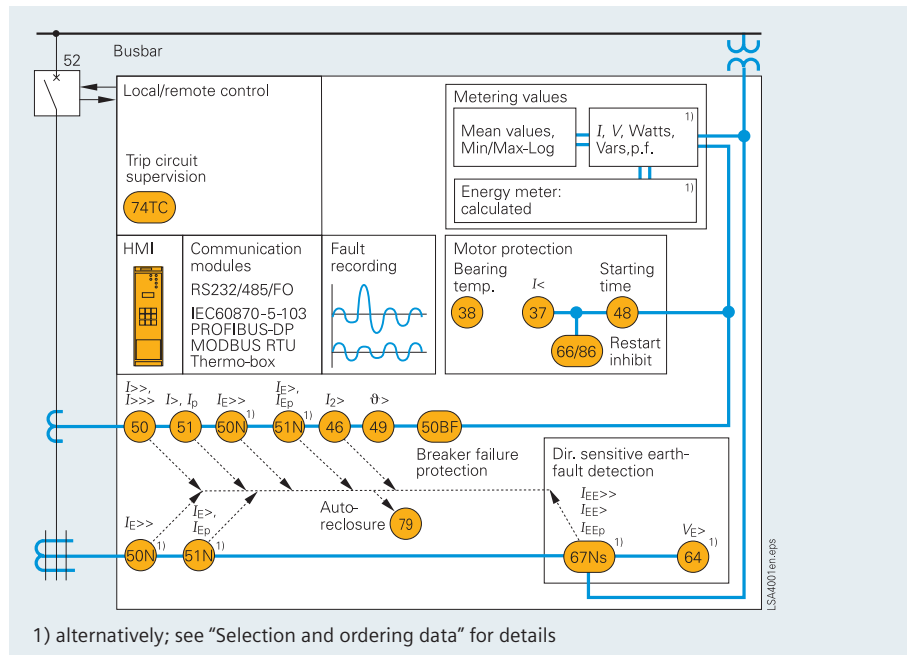 52
Busbar
Local/remote control
Trip circuit
supervision
74TC
Metering values
Mean values,
Min/Max-Log
1)
I, V, Watts,
Vars,p.f.
Energy meter:
calculated
1)
HMI
Communication
modules
RS232/485/FO
IEC60870-5-103
PROFIBUS-DP
MODBUS RTU
Thermo-box
Fault
recording
Motor protection
Bearing
temp.
38
I<
37
Starting
time
48
66/86
Restart
inhibit
I>>,
I>>>
50
I>, Ip
51
IE>>
50N 1)
IE>,
IEp
51N 1)
I2>
46
ϑ>
49
50BF
Breaker failure
protection
Auto-
reclosure
79
IE>>
50N 1)
IE>,
IEp
51N 1)
Dir. sensitive earth-
fault detection
IEE>>
IEE>
IEEp
67Ns 1)
VE>
64 1)
LSA4001en.eps
1) alternatively; see “Selection and ordering data” for details